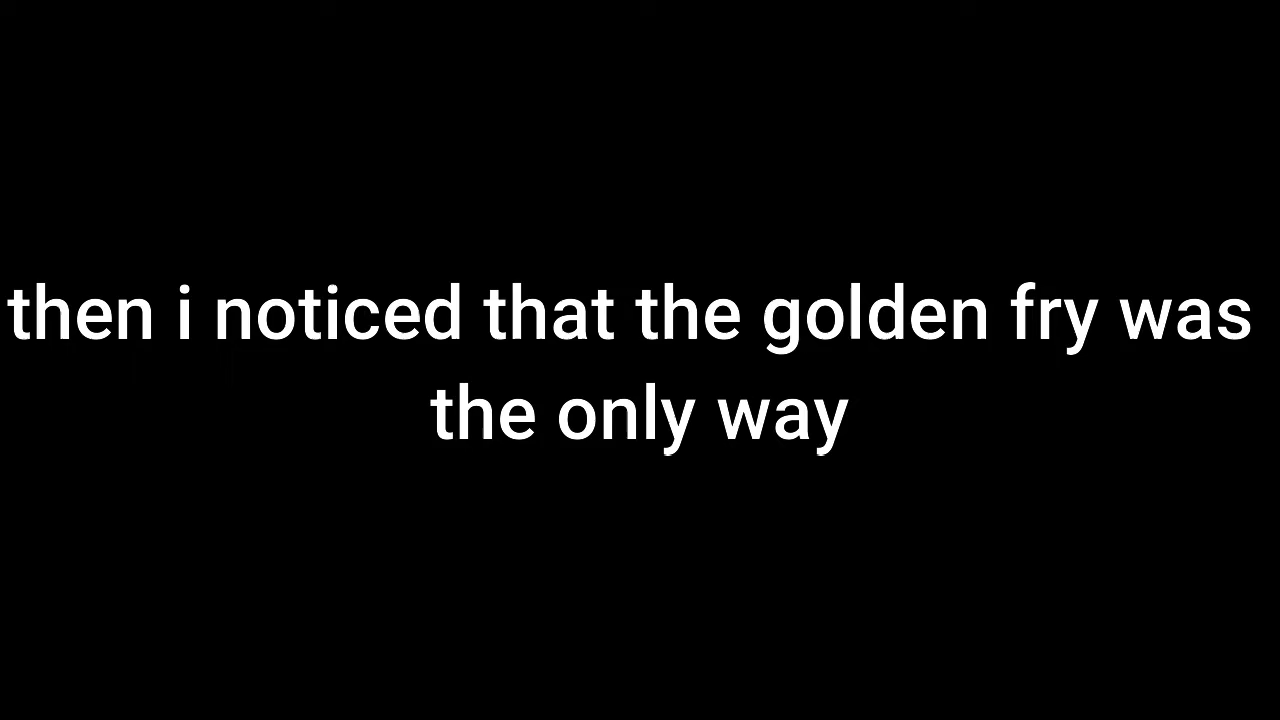 then i noticed that the golden fry was
the only way